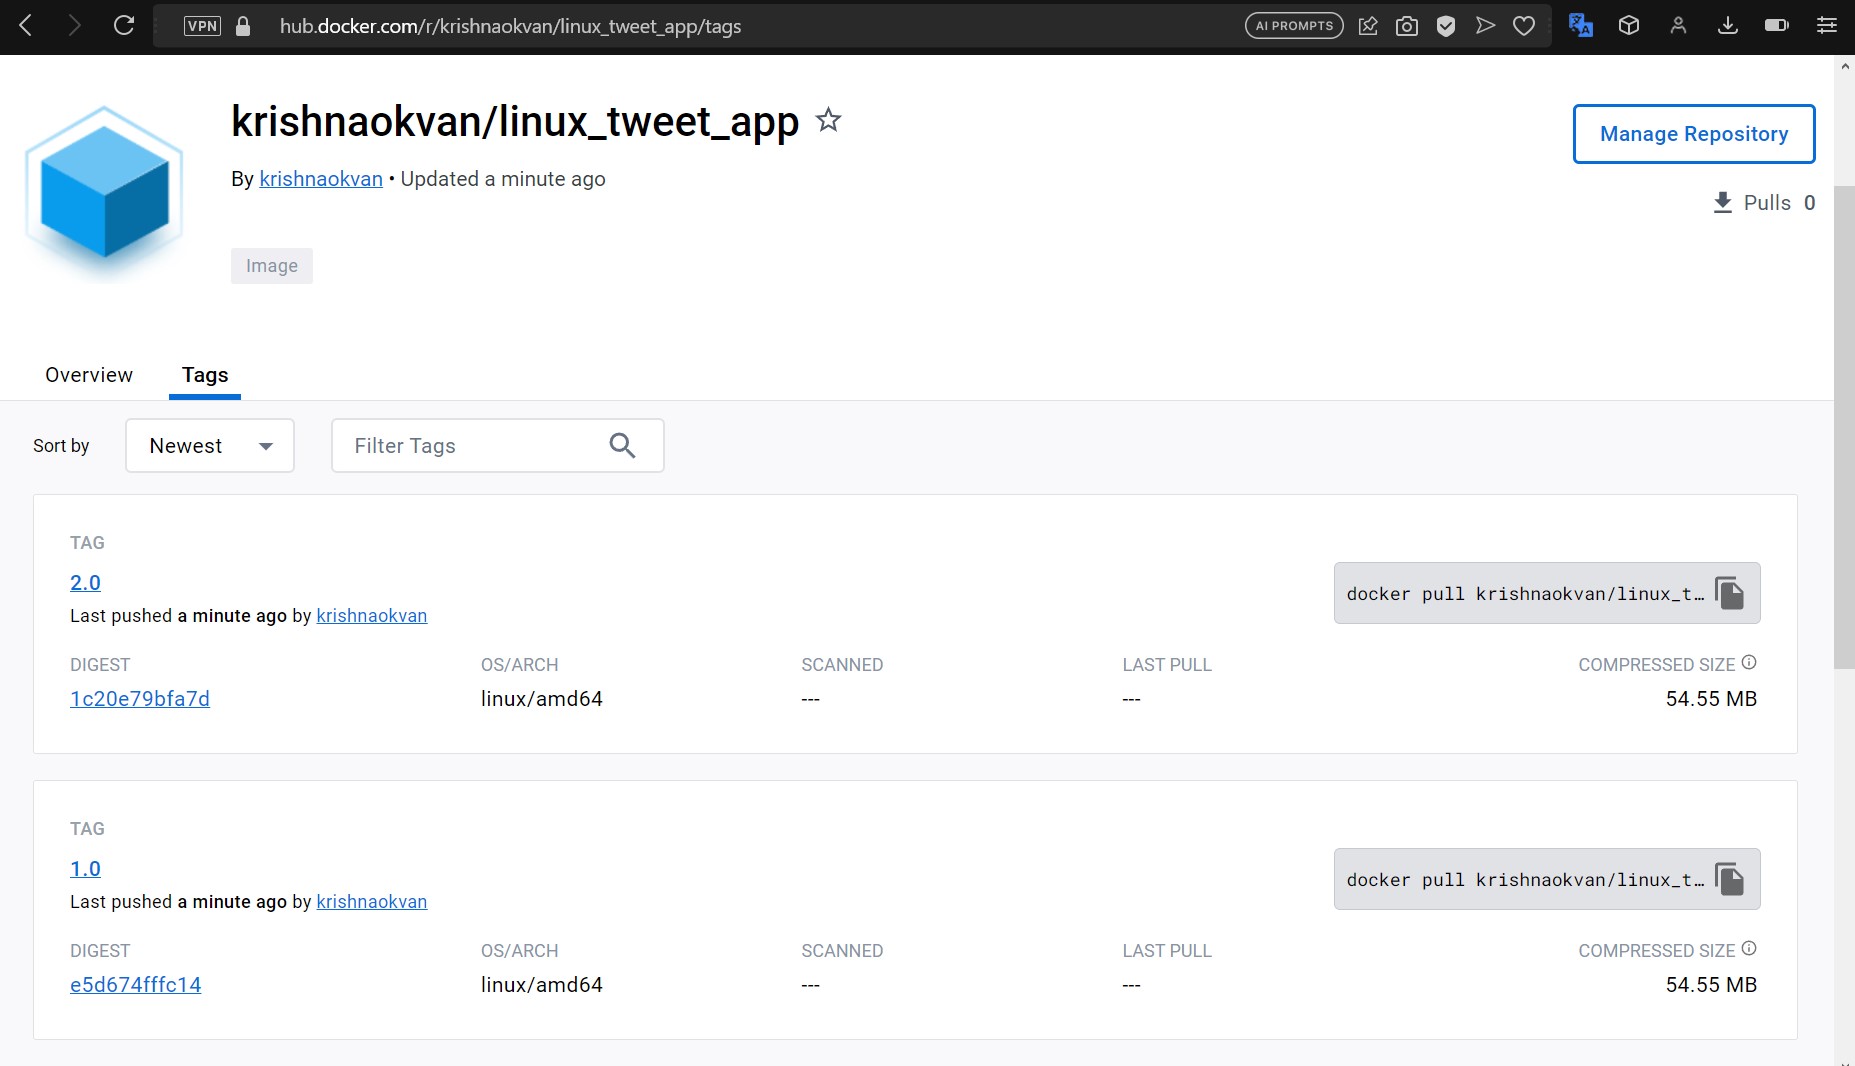 VPN
hub.docker.com/r/krishnaokvan/linux_tweet_app/tags
AI PROMPTS
krishnaokvan/linux_tweet_app
Manage Repository
By krishnaokvan • Updated a minute ago
Pulls 0
Image
Overview
Tags
Sort by
Newest
Filter Tags
TAG
2.0
docker pull krishnaokvan/linux_t…
Last pushed a minute ago by krishnaokvan
DIGEST OS/ARCH SCANNED LAST PULL COMPRESSED SIZE
1c20e79bfa7d linux/amd64 --- --- 54.55 MB
TAG
1.0
docker pull krishnaokvan/linux_t…
Last pushed a minute ago by krishnaokvan
DIGEST OS/ARCH SCANNED LAST PULL COMPRESSED SIZE
e5d674fffc14 linux/amd64 --- --- 54.55 MB